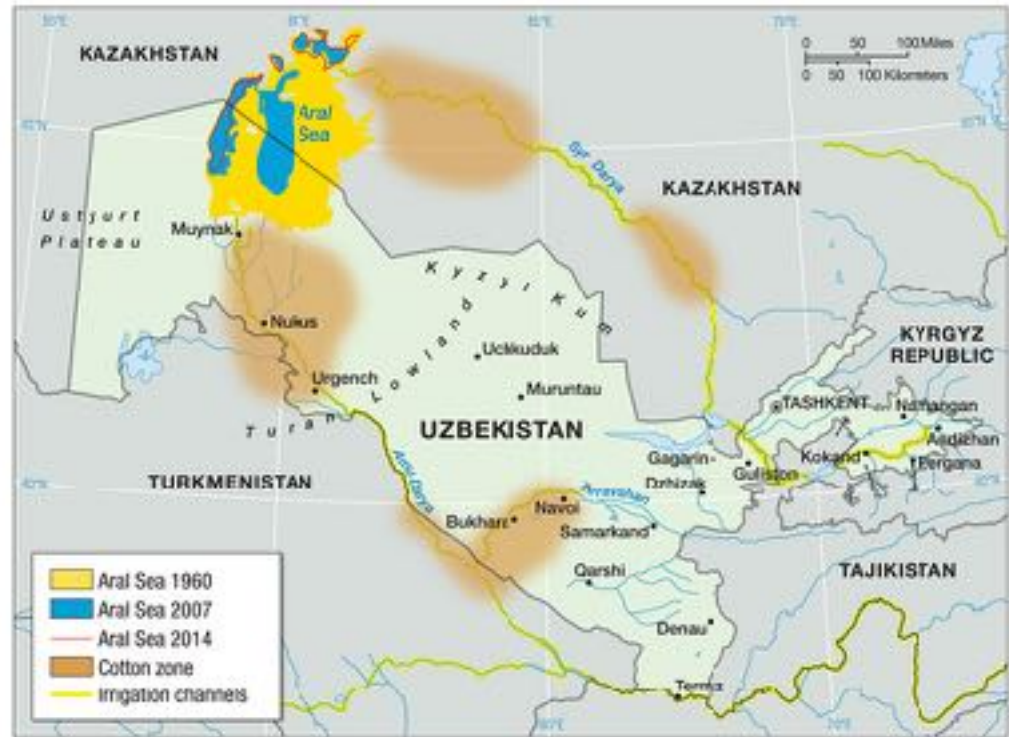 KAZAKHSTAN
0 50 100 Miles
0 50 100 Kilometers
Aral
Sea
Syr Darya
KAZAKHSTAN
Ustjurt
Plateau
Muynak
Kyzyl Kum
Nukus
Uchkuduk
KYRGYZ
REPUBLIC
Urgench
Muruntau
TASHKENT
Namangan
Turan Lowland
UZBEKISTAN
Andizhan
Gagarin
Kokand
Guliston
Fergana
TURKMENISTAN
Amu Darya
Dzhizak
Navoi
Bukhara
Samarkand
TAJIKISTAN
Qarshi
Denau
Termiz
Aral Sea 1960
Aral Sea 2007
Aral Sea 2014
Cotton zone
Irrigation channels